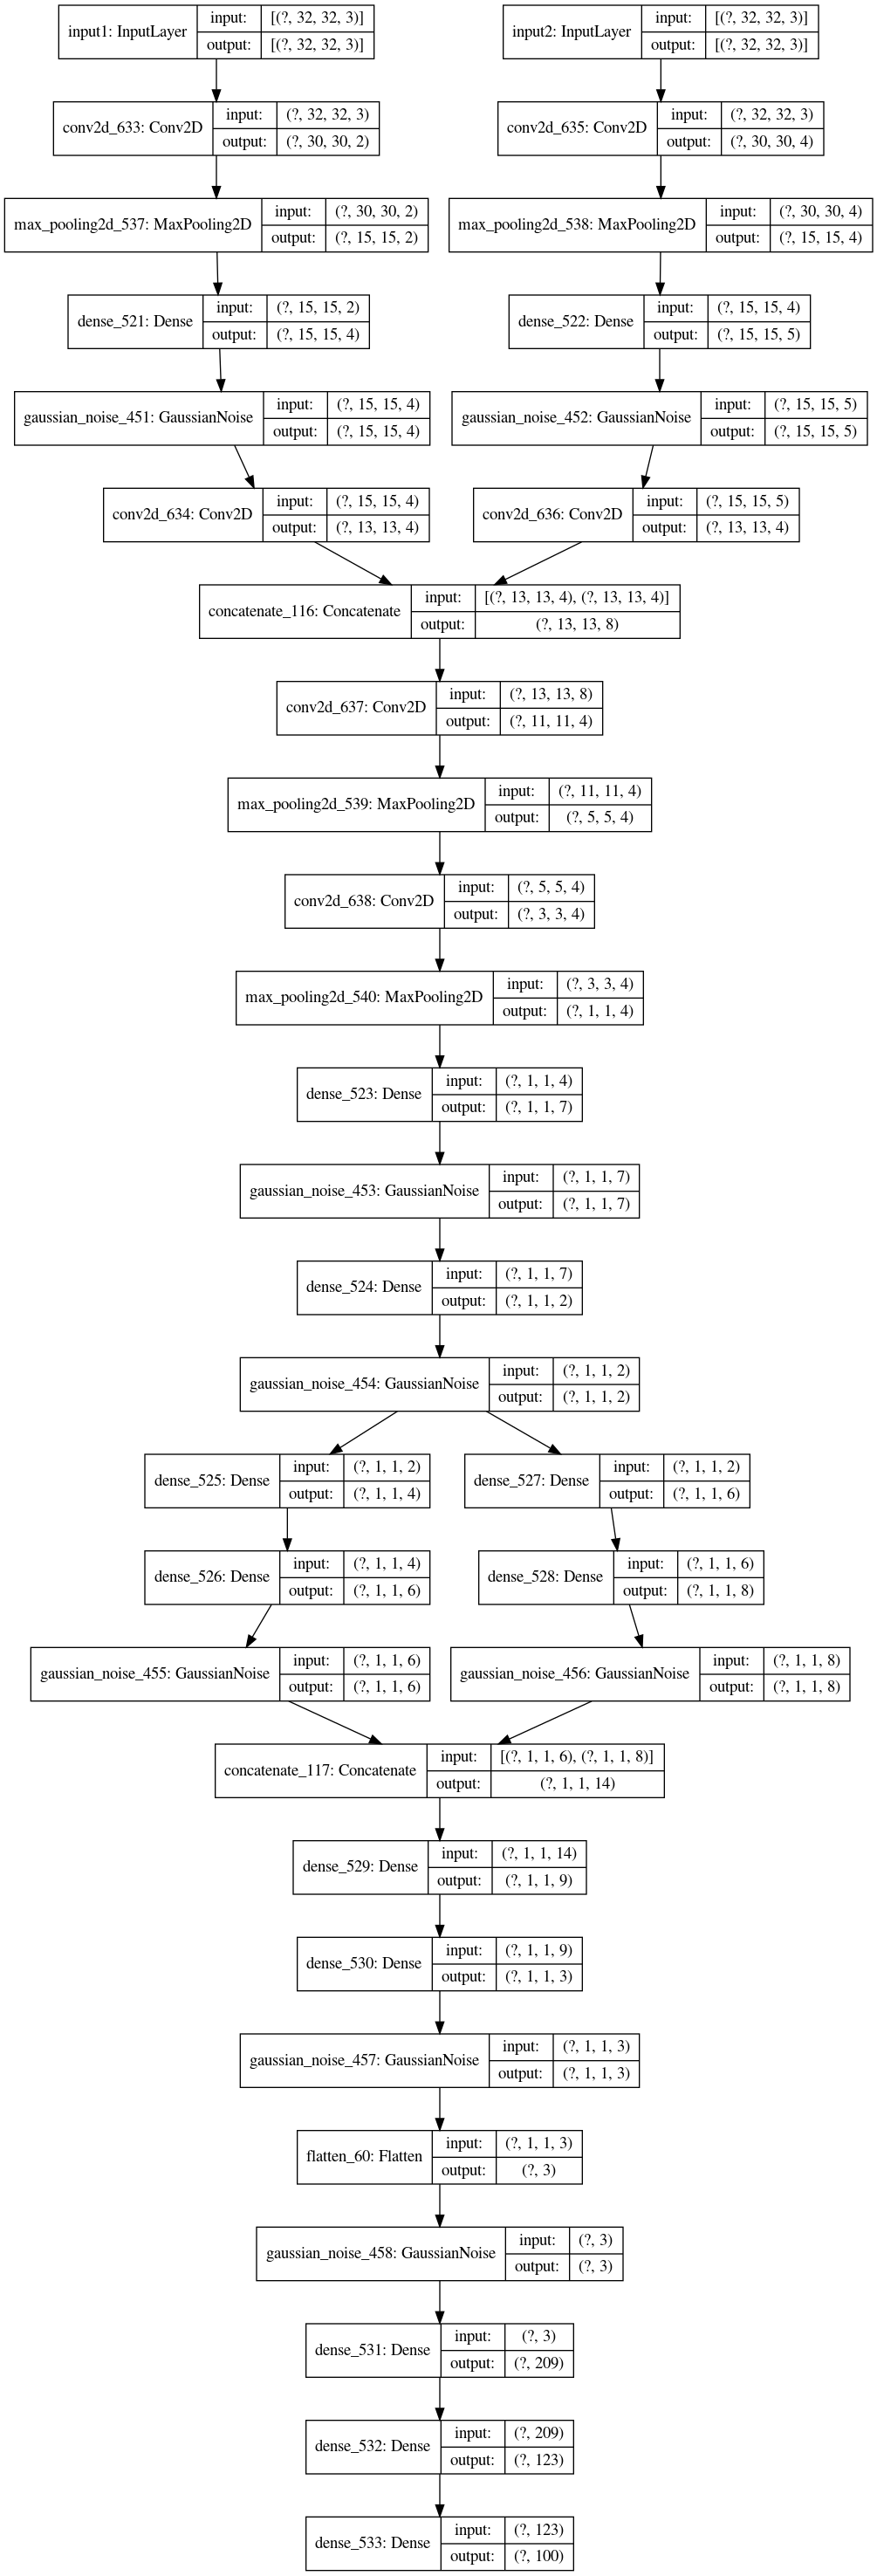 input1: InputLayer input: [(?, 32, 32, 3)] output: [(?, 32, 32, 3)]
input2: InputLayer input: [(?, 32, 32, 3)] output: [(?, 32, 32, 3)]
conv2d_633: Conv2D input: (?, 32, 32, 3) output: (?, 30, 30, 2)
conv2d_635: Conv2D input: (?, 32, 32, 3) output: (?, 30, 30, 4)
max_pooling2d_537: MaxPooling2D input: (?, 30, 30, 2) output: (?, 15, 15, 2)
max_pooling2d_538: MaxPooling2D input: (?, 30, 30, 4) output: (?, 15, 15, 4)
dense_521: Dense input: (?, 15, 15, 2) output: (?, 15, 15, 4)
dense_522: Dense input: (?, 15, 15, 4) output: (?, 15, 15, 5)
gaussian_noise_451: GaussianNoise input: (?, 15, 15, 4) output: (?, 15, 15, 4)
gaussian_noise_452: GaussianNoise input: (?, 15, 15, 5) output: (?, 15, 15, 5)
conv2d_634: Conv2D input: (?, 15, 15, 4) output: (?, 13, 13, 4)
conv2d_636: Conv2D input: (?, 15, 15, 5) output: (?, 13, 13, 4)
concatenate_116: Concatenate input: [(?, 13, 13, 4), (?, 13, 13, 4)] output: (?, 13, 13, 8)
conv2d_637: Conv2D input: (?, 13, 13, 8) output: (?, 11, 11, 4)
max_pooling2d_539: MaxPooling2D input: (?, 11, 11, 4) output: (?, 5, 5, 4)
conv2d_638: Conv2D input: (?, 5, 5, 4) output: (?, 3, 3, 4)
max_pooling2d_540: MaxPooling2D input: (?, 3, 3, 4) output: (?, 1, 1, 4)
dense_523: Dense input: (?, 1, 1, 4) output: (?, 1, 1, 7)
gaussian_noise_453: GaussianNoise input: (?, 1, 1, 7) output: (?, 1, 1, 7)
dense_524: Dense input: (?, 1, 1, 7) output: (?, 1, 1, 2)
gaussian_noise_454: GaussianNoise input: (?, 1, 1, 2) output: (?, 1, 1, 2)
dense_525: Dense input: (?, 1, 1, 2) output: (?, 1, 1, 4)
dense_527: Dense input: (?, 1, 1, 2) output: (?, 1, 1, 6)
dense_526: Dense input: (?, 1, 1, 4) output: (?, 1, 1, 6)
dense_528: Dense input: (?, 1, 1, 6) output: (?, 1, 1, 8)
gaussian_noise_455: GaussianNoise input: (?, 1, 1, 6) output: (?, 1, 1, 6)
gaussian_noise_456: GaussianNoise input: (?, 1, 1, 8) output: (?, 1, 1, 8)
concatenate_117: Concatenate input: [(?, 1, 1, 6), (?, 1, 1, 8)] output: (?, 1, 1, 14)
dense_529: Dense input: (?, 1, 1, 14) output: (?, 1, 1, 9)
dense_530: Dense input: (?, 1, 1, 9) output: (?, 1, 1, 3)
gaussian_noise_457: GaussianNoise input: (?, 1, 1, 3) output: (?, 1, 1, 3)
flatten_60: Flatten input: (?, 1, 1, 3) output: (?, 3)
gaussian_noise_458: GaussianNoise input: (?, 3) output: (?, 3)
dense_531: Dense input: (?, 3) output: (?, 209)
dense_532: Dense input: (?, 209) output: (?, 123)
dense_533: Dense input: (?, 123) output: (?, 100)